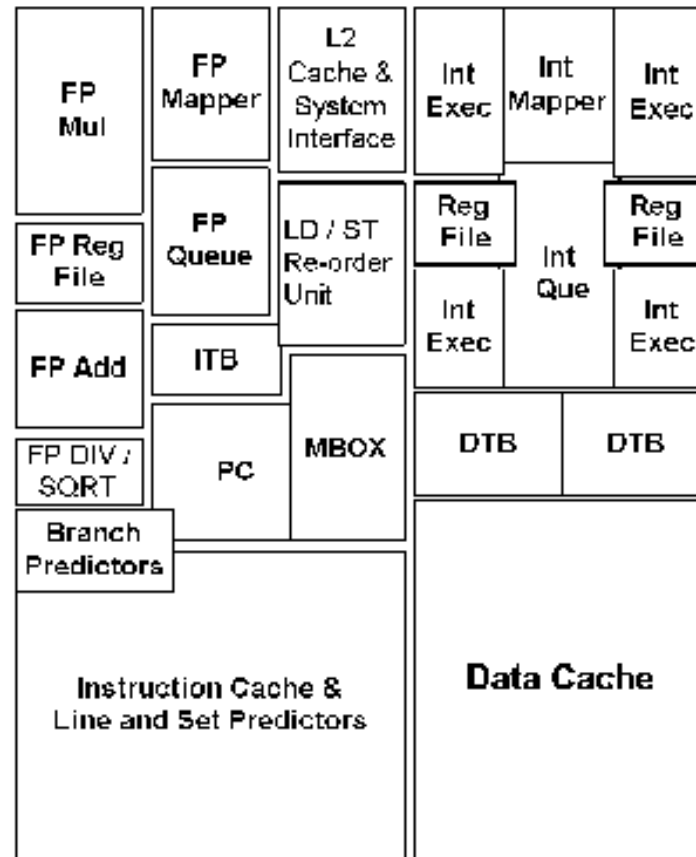 FP
Mul
FP
Mapper
L2
Cache &
System
Interface
Int
Exec
Int
Mapper
Int
Exec
FP Reg
File
FP
Queue
LD / ST
Re-order
Unit
Reg
File
Int
Que
Reg
File
FP Add
ITB
Int
Exec
Int
Exec
FP DIV /
SQRT
PC
MBOX
DTB
DTB
Branch
Predictors
Instruction Cache &
Line and Set Predictors
Data Cache